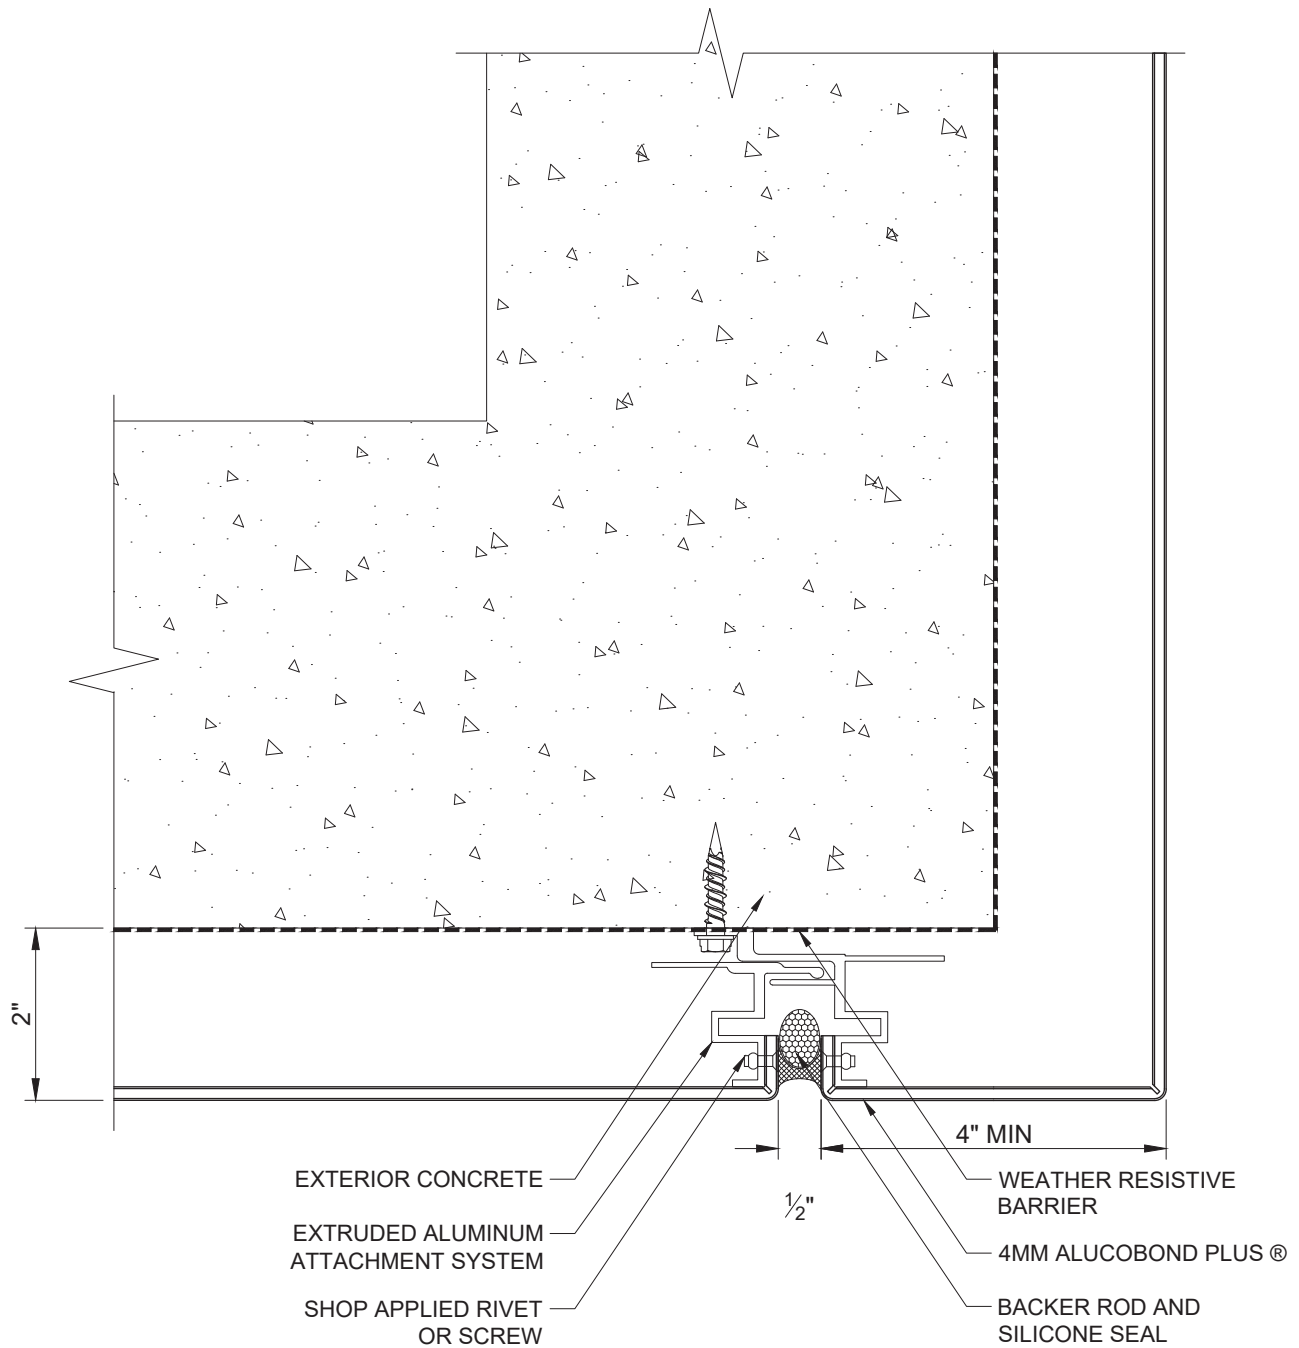 2"
4" MIN
½"
EXTERIOR CONCRETE
EXTRUDED ALUMINUM
ATTACHMENT SYSTEM
SHOP APPLIED RIVET
OR SCREW
WEATHER RESISTIVE
BARRIER
4MM ALUCOBOND PLUS ®
BACKER ROD AND
SILICONE SEAL